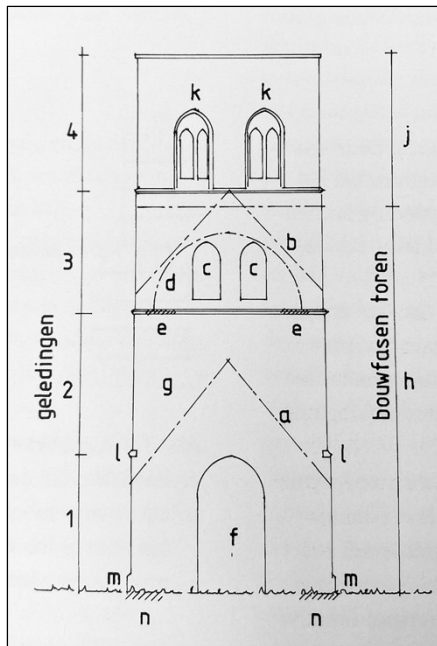 k k
4 j
3 b
d c c
e e
geledingen bouwfasen toren
2 g h
a
l l
1 f
m m
n n